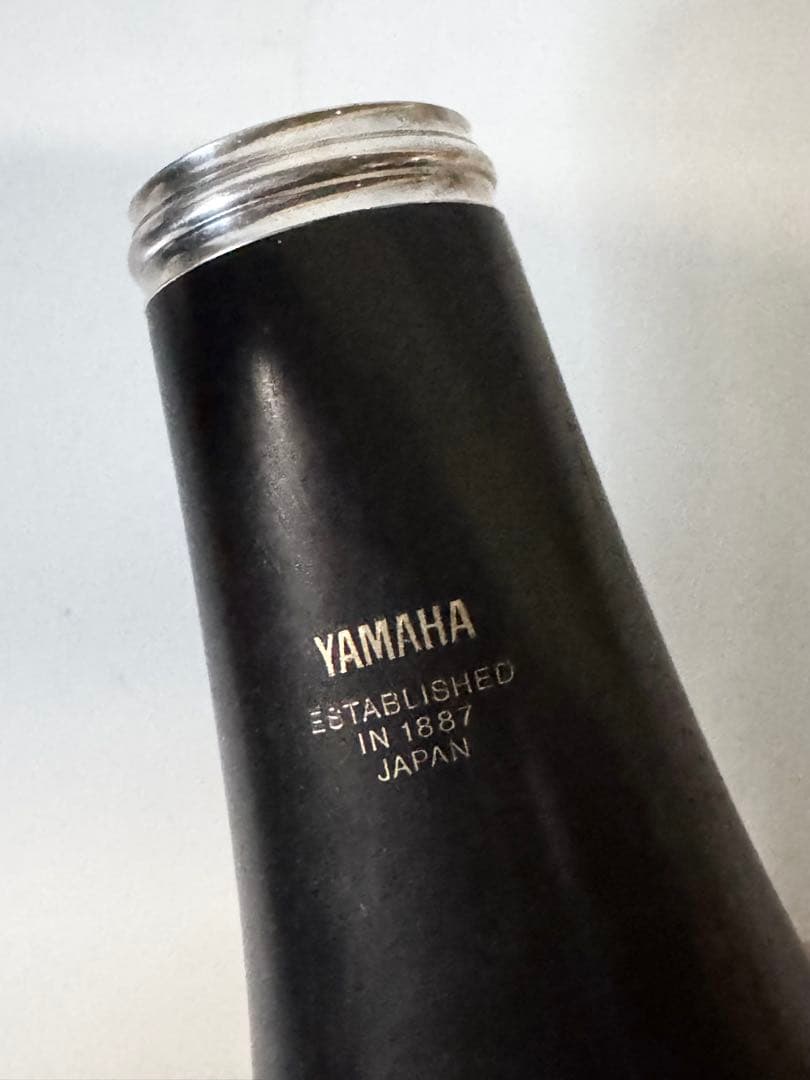 YAMAHA
ESTABLISHED
IN 1887
JAPAN